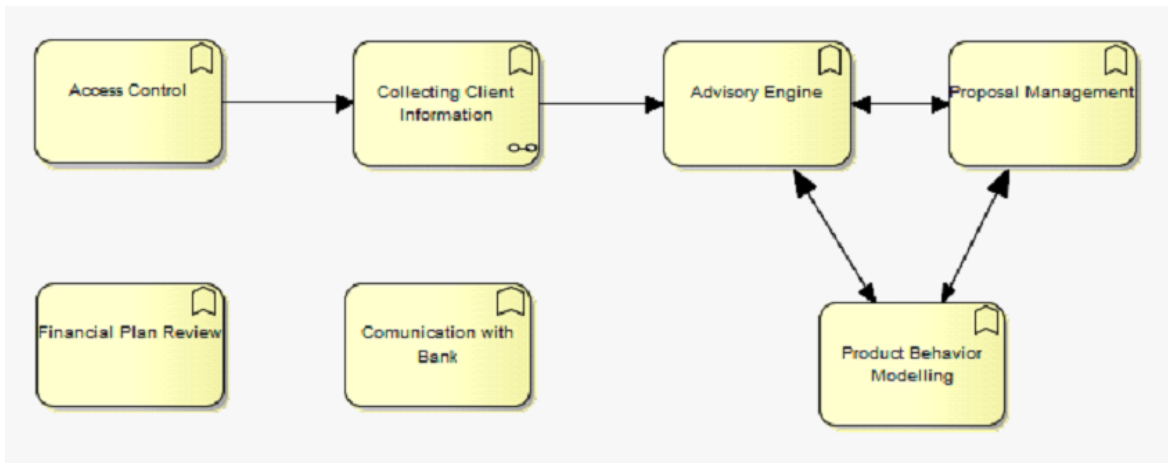 Access Control
Collecting Client
Information
Advisory Engine
Proposal Management
Financial Plan Review
Comunication with
Bank
Product Behavior
Modelling